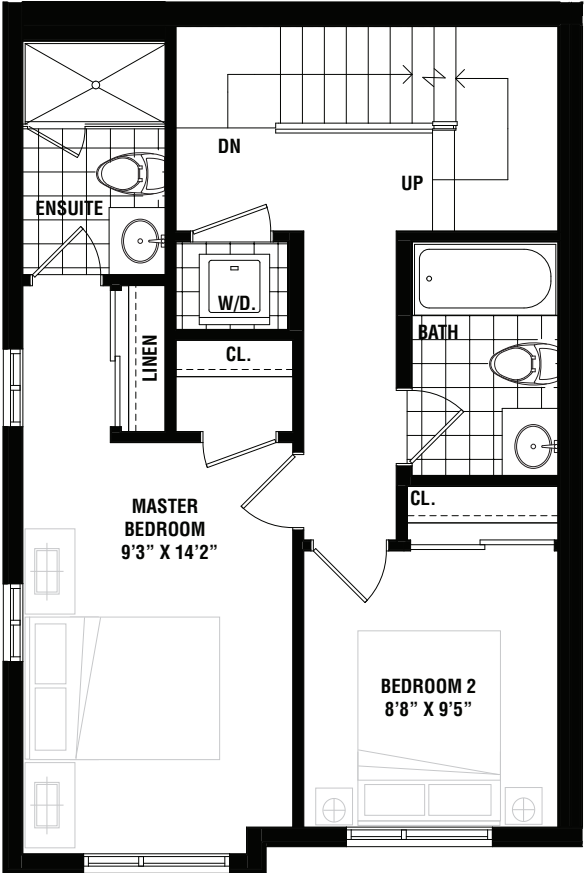 DN
UP
ENSUITE
W/D.
BATH
LINEN
CL.
CL.
MASTER
BEDROOM
9’3” X 14’2”
BEDROOM 2
8’8” X 9’5”